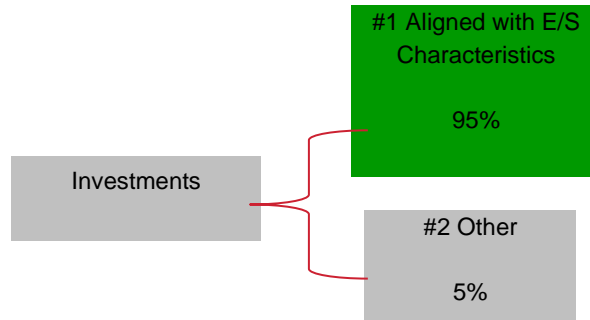 #1 Aligned with E/S
Characteristics
95%
Investments
#2 Other
5%